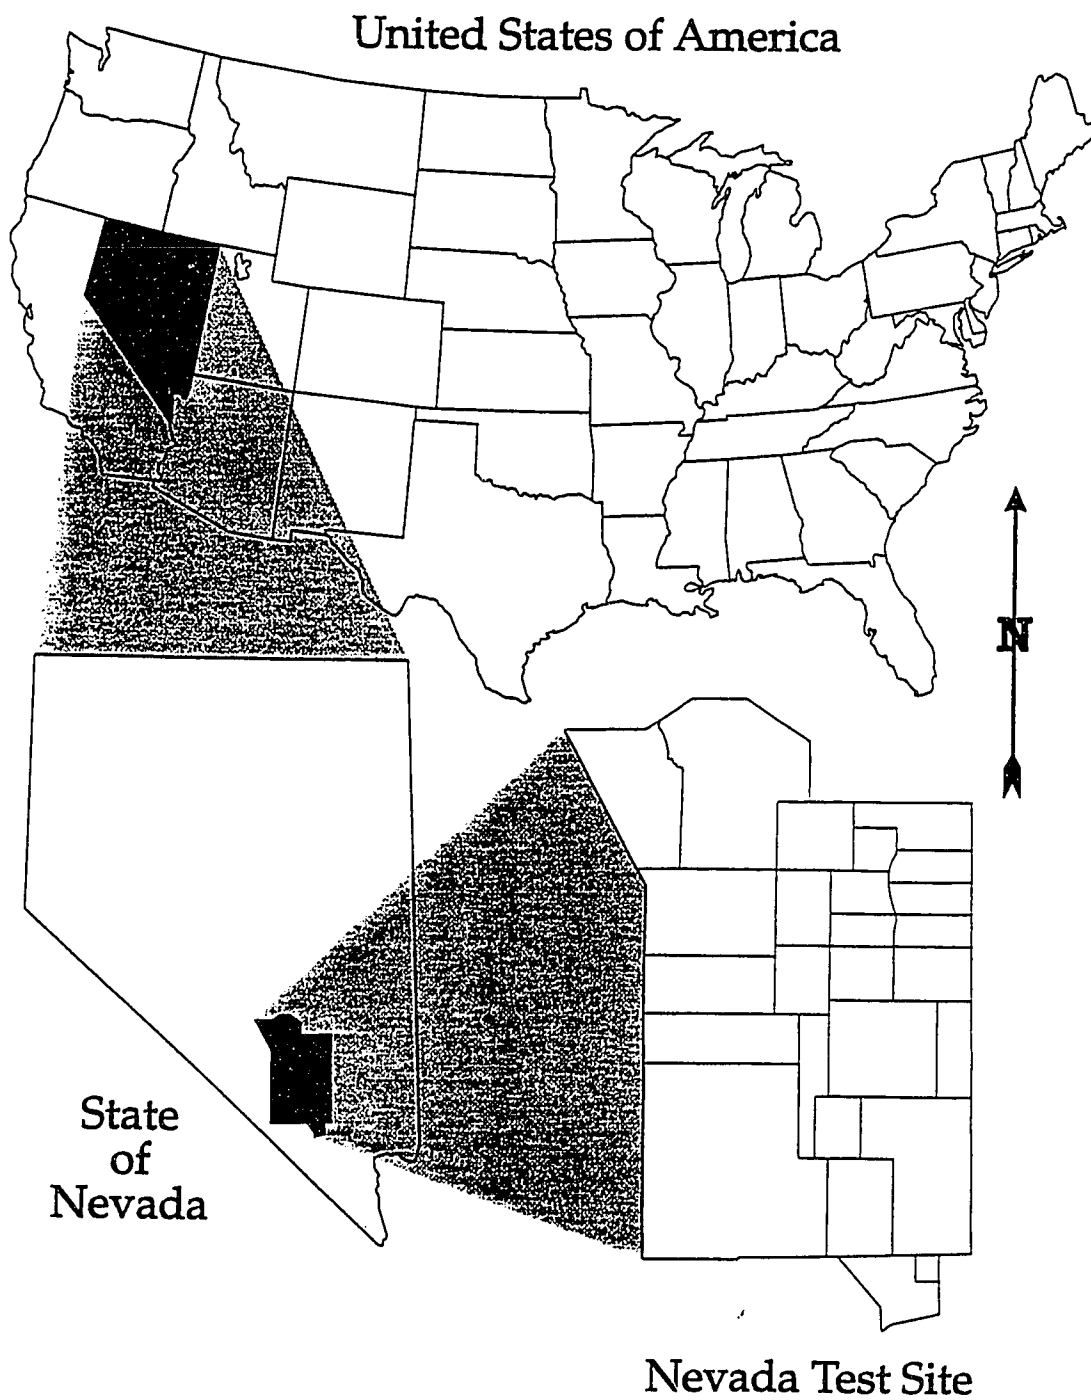 United States of America
N
State
of
Nevada
Nevada Test Site